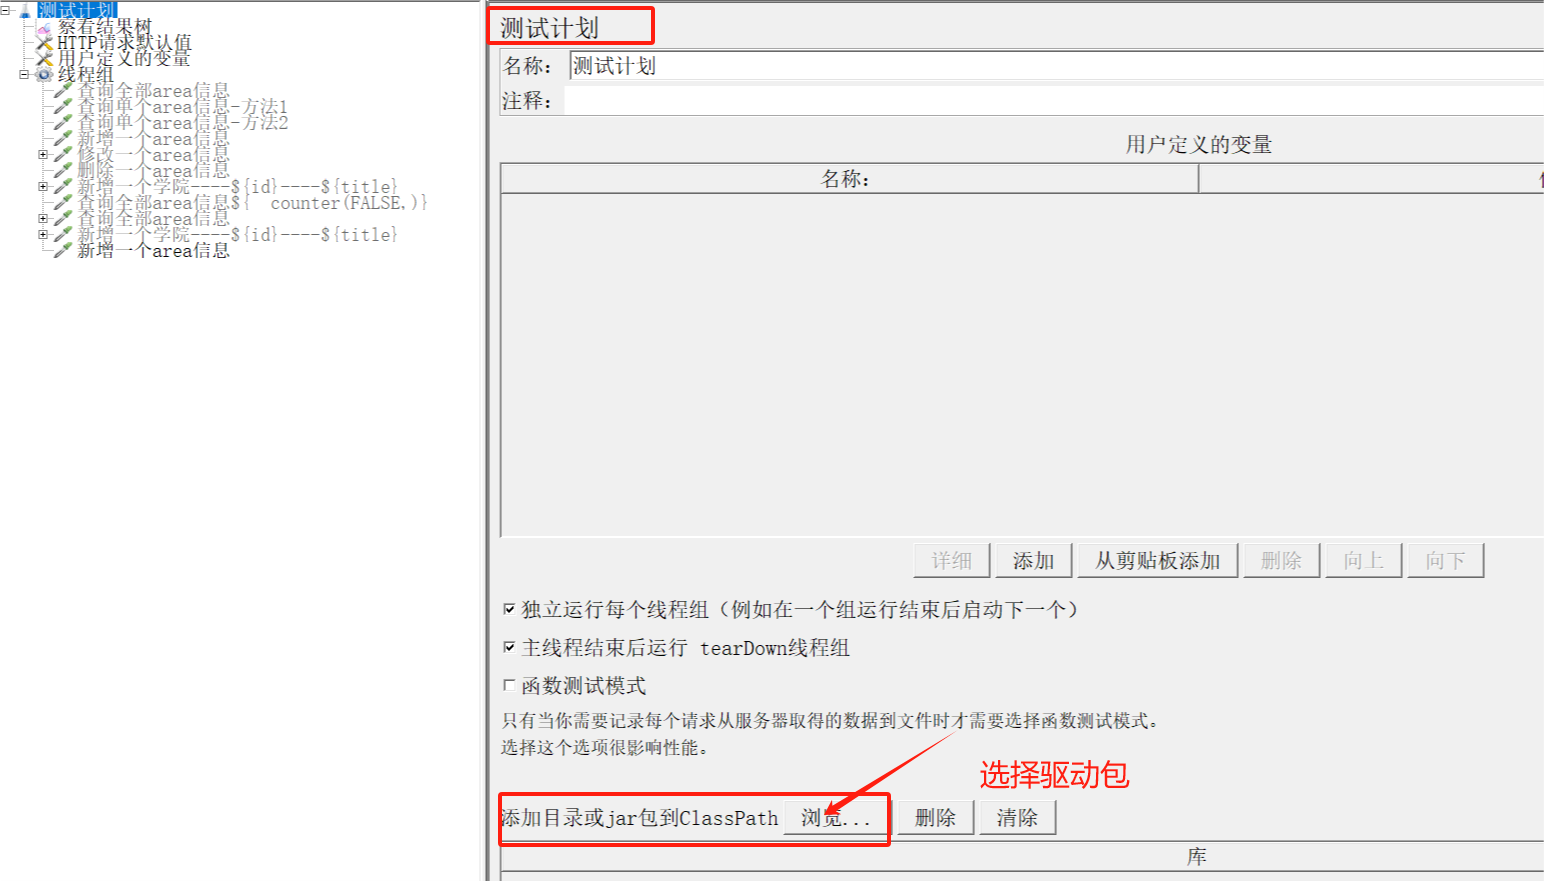 测试计划
察看结果树
HTTP请求默认值
用户定义的变量
线程组
查询全部area信息
查询单个area信息-方法1
查询单个area信息-方法2
新增一个area信息
修改一个area信息
删除一个area信息
新增一个学院----${id}----${title}
查询全部area信息${__counter(FALSE,)}
查询全部area信息
新增一个学院----${id}----${title}
新增一个area信息
测试计划
名称： 测试计划
注释：
用户定义的变量
名称：
详细 添加 从剪贴板添加 删除 向上 向下
独立运行每个线程组（例如在一个组运行结束后启动下一个）
主线程结束后运行 tearDown线程组
函数测试模式
只有当你需要记录每个请求从服务器取得的数据到文件时才需要选择函数测试模式。
选择这个选项很影响性能。
选择驱动包
添加目录或jar包到ClassPath 浏览... 删除 清除
库